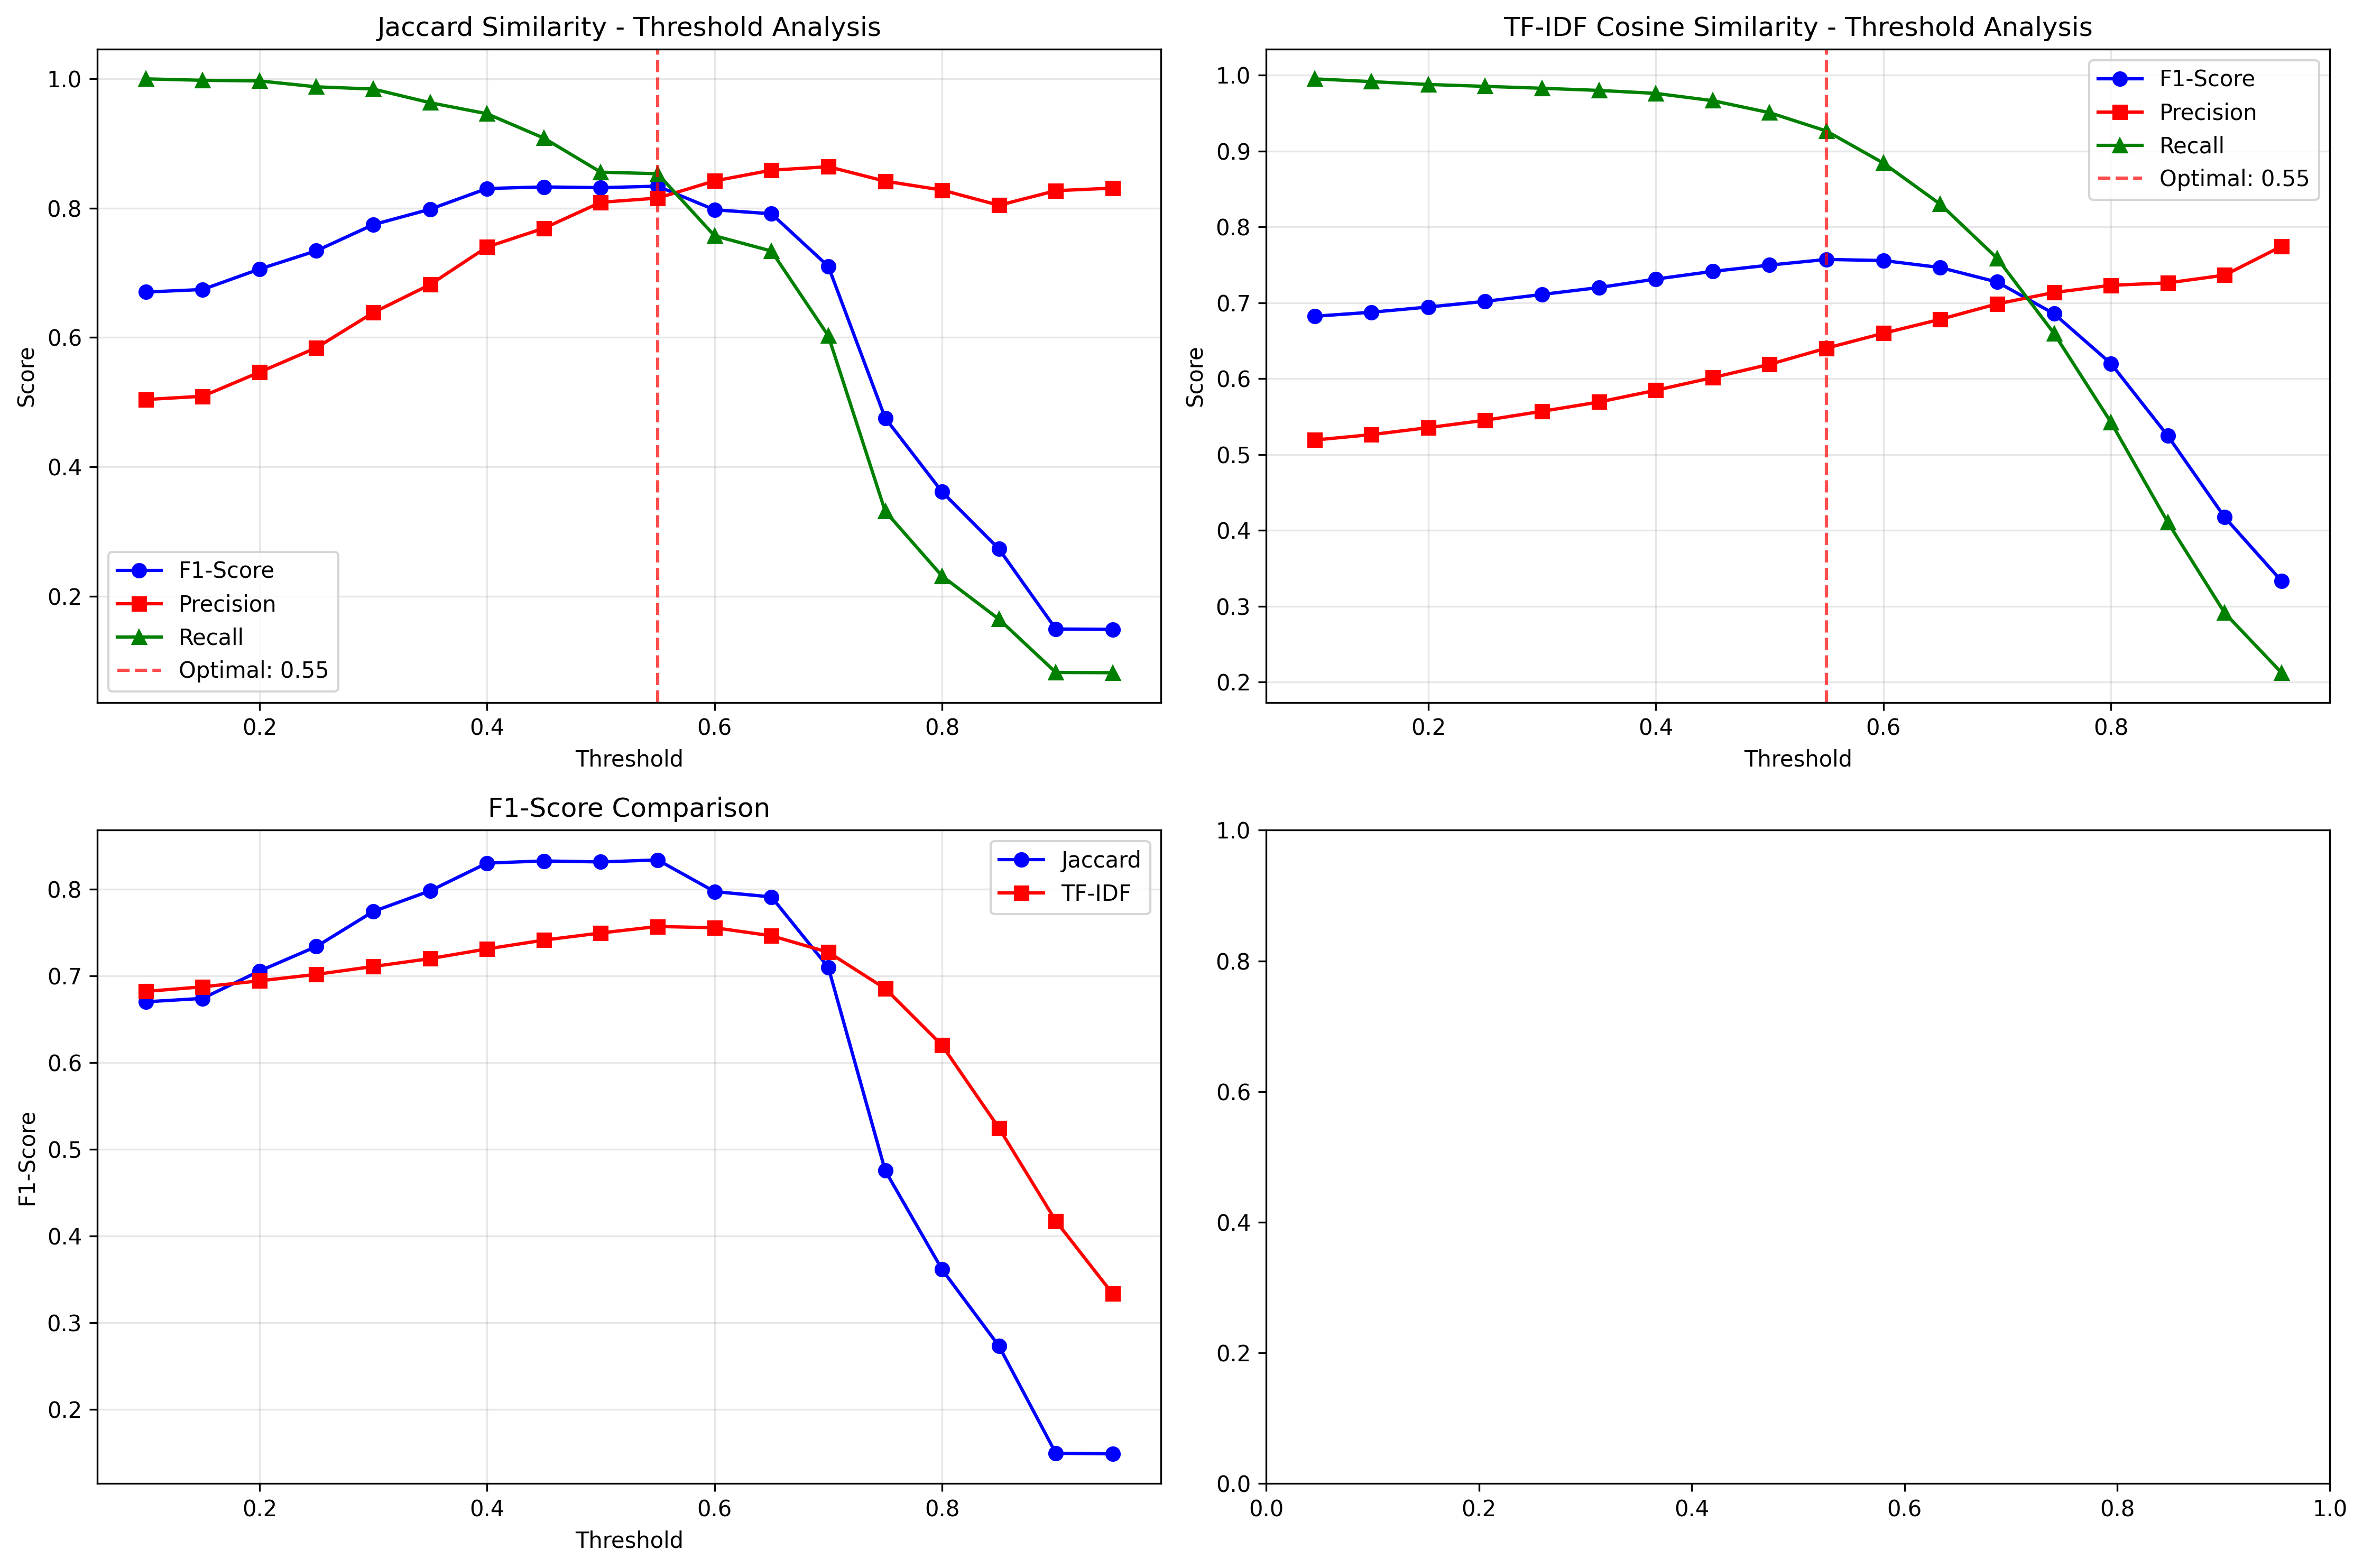 Jaccard Similarity - Threshold Analysis
1.0
0.8
0.6
0.4
0.2
Score
F1-Score
Precision
Recall
Optimal: 0.55
0.2 0.4 0.6 0.8
Threshold
TF-IDF Cosine Similarity - Threshold Analysis
1.0
0.9
0.8
0.7
0.6
0.5
0.4
0.3
0.2
Score
F1-Score
Precision
Recall
Optimal: 0.55
0.2 0.4 0.6 0.8
Threshold
F1-Score Comparison
0.8
0.7
0.6
0.5
0.4
0.3
0.2
F1-Score
Jaccard
TF-IDF
0.2 0.4 0.6 0.8
Threshold
1.0
0.8
0.6
0.4
0.2
0.0
0.0 0.2 0.4 0.6 0.8 1.0